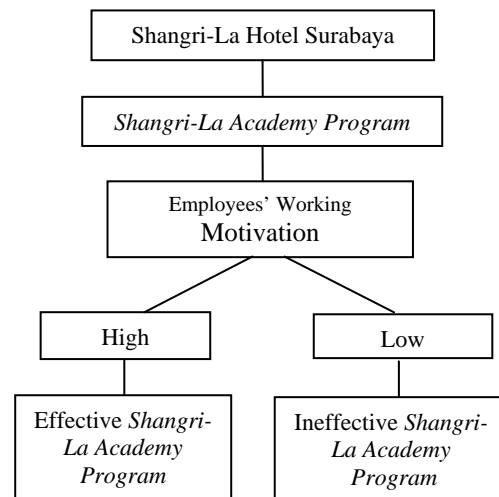 Shangri-La Hotel Surabaya
Shangri-La Academy Program
Employees’ Working
Motivation
High
Low
Effective Shangri-
La Academy
Program
Ineffective Shangri-
La Academy
Program